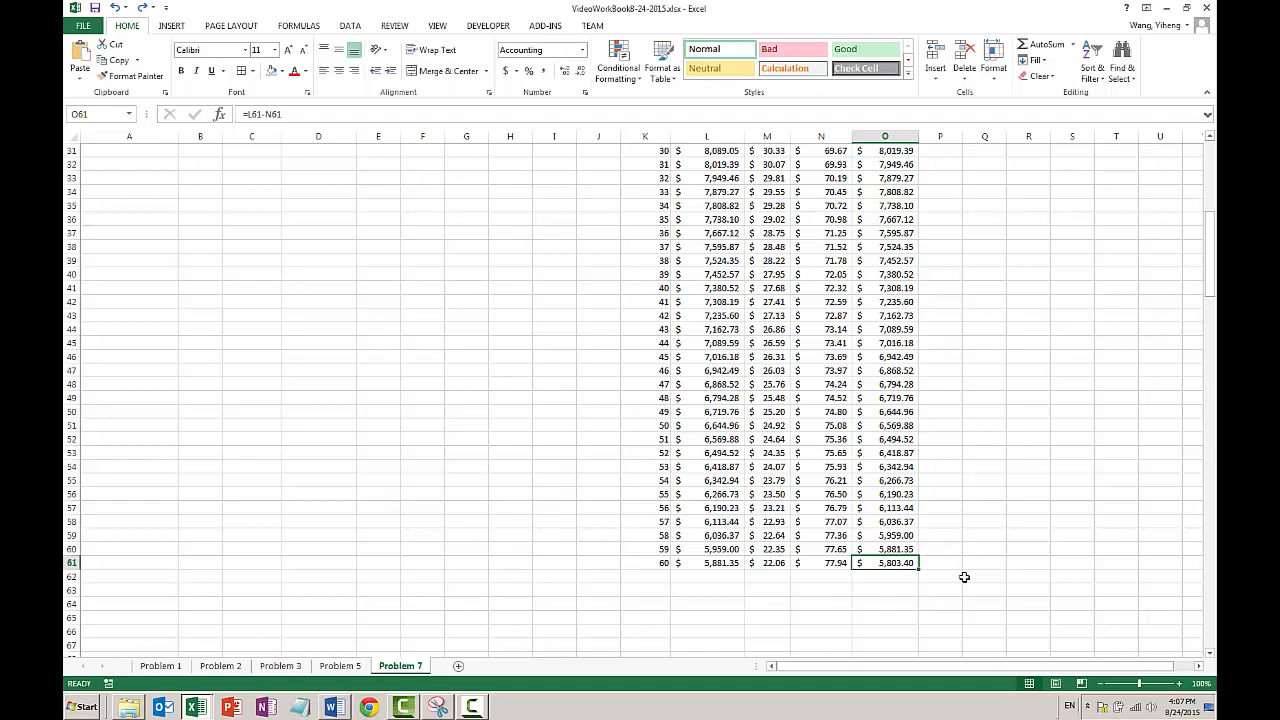 VideoWorkBook8-24-2015.xlsx - Excel
FILE HOME INSERT PAGE LAYOUT FORMULAS DATA REVIEW VIEW DEVELOPER ADD-INS TEAM Wang, Yiheng
Cut
Copy
Format Painter
Paste
Clipboard
Calibri 11
B I U
Font
Wrap Text
Merge & Center
Alignment
Accounting
$ % ,
Number
Conditional Formatting
Format as Table
Normal Bad Good
Neutral Calculation Check Cell
Styles
Insert Delete Format
Cells
AutoSum
Fill
Clear
Sort & Filter
Find & Select
Editing
O61 fx =L61-N61
A B C D E F G H I J K L M N O P Q R S T U
31 30 $ 8,089.05 $ 30.33 $ 69.67 $ 8,019.39
32 31 $ 8,019.39 $ 30.07 $ 69.93 $ 7,949.46
33 32 $ 7,949.46 $ 29.81 $ 70.19 $ 7,879.27
34 33 $ 7,879.27 $ 29.55 $ 70.45 $ 7,808.82
35 34 $ 7,808.82 $ 29.28 $ 70.72 $ 7,738.10
36 35 $ 7,738.10 $ 29.02 $ 70.98 $ 7,667.12
37 36 $ 7,667.12 $ 28.75 $ 71.25 $ 7,595.87
38 37 $ 7,595.87 $ 28.48 $ 71.52 $ 7,524.35
39 38 $ 7,524.35 $ 28.22 $ 71.78 $ 7,452.57
40 39 $ 7,452.57 $ 27.95 $ 72.05 $ 7,380.52
41 40 $ 7,380.52 $ 27.68 $ 72.32 $ 7,308.19
42 41 $ 7,308.19 $ 27.41 $ 72.59 $ 7,235.60
43 42 $ 7,235.60 $ 27.13 $ 72.87 $ 7,162.73
44 43 $ 7,162.73 $ 26.86 $ 73.14 $ 7,089.59
45 44 $ 7,089.59 $ 26.59 $ 73.41 $ 7,016.18
46 45 $ 7,016.18 $ 26.31 $ 73.69 $ 6,942.49
47 46 $ 6,942.49 $ 26.03 $ 73.97 $ 6,868.52
48 47 $ 6,868.52 $ 25.76 $ 74.24 $ 6,794.28
49 48 $ 6,794.28 $ 25.48 $ 74.52 $ 6,719.76
50 49 $ 6,719.76 $ 25.20 $ 74.80 $ 6,644.96
51 50 $ 6,644.96 $ 24.92 $ 75.08 $ 6,569.88
52 51 $ 6,569.88 $ 24.64 $ 75.36 $ 6,494.52
53 52 $ 6,494.52 $ 24.35 $ 75.65 $ 6,418.87
54 53 $ 6,418.87 $ 24.07 $ 75.93 $ 6,342.94
55 54 $ 6,342.94 $ 23.79 $ 76.21 $ 6,266.73
56 55 $ 6,266.73 $ 23.50 $ 76.50 $ 6,190.23
57 56 $ 6,190.23 $ 23.21 $ 76.79 $ 6,113.44
58 57 $ 6,113.44 $ 22.93 $ 77.07 $ 6,036.37
59 58 $ 6,036.37 $ 22.64 $ 77.36 $ 5,959.00
60 59 $ 5,959.00 $ 22.35 $ 77.65 $ 5,881.35
61 60 $ 5,881.35 $ 22.06 $ 77.94 $ 5,803.40
62
63
64
65
66
67
Problem 1 Problem 2 Problem 3 Problem 5 Problem 7
READY 100%
Start EN 4:07 PM
8/24/2015